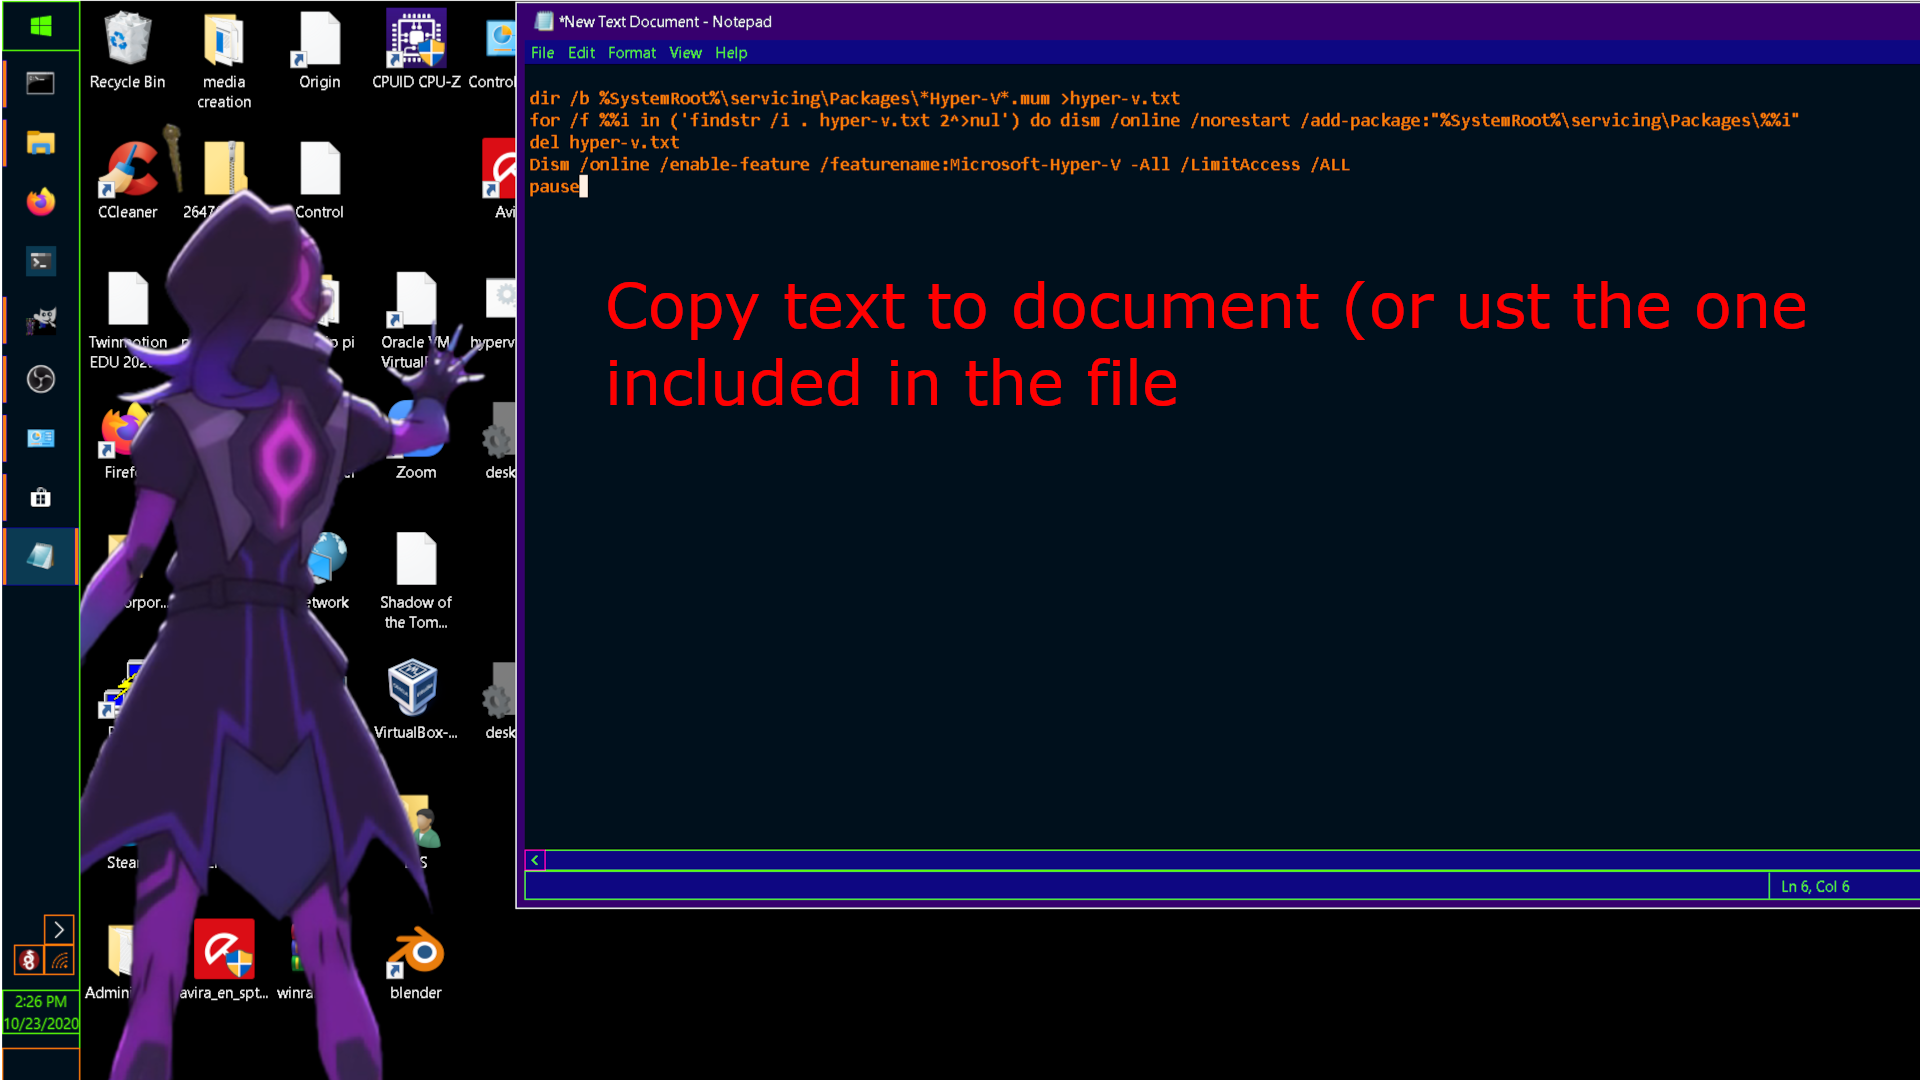 *New Text Document - Notepad
File Edit Format View Help
dir /b %SystemRoot%\servicing\Packages\*Hyper-V*.mum >hyper-v.txt
for /f %%i in ('findstr /i . hyper-v.txt 2^>nul') do dism /online /norestart /add-package:"%SystemRoot%\servicing\Packages\%%i"
del hyper-v.txt
Dism /online /enable-feature /featurename:Microsoft-Hyper-V -All /LimitAccess /ALL
pause
Copy text to document (or ust the one
included in the file
Ln 6, Col 6
Recycle Bin
media
creation
Origin
CPUID CPU-Z
Control
CCleaner
2647
Control
Avi
Twinmotion
EDU 202
pi
Oracle VM
Virtual
hyperv
Firef
Zoom
desk
orpor...
etwork
Shadow of
the Tom...
VirtualBox-...
desk
Stea
S
Admin
avira_en_spt...
winra
blender
2:26 PM
10/23/2020